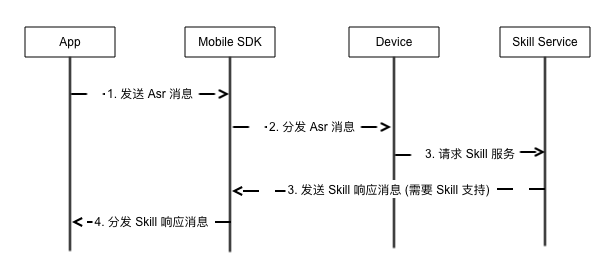 App
Mobile SDK
Device
Skill Service
1. 发送 Asr 消息
2. 分发 Asr 消息
3. 请求 Skill 服务
3. 发送 Skill 响应消息 (需要 Skill 支持)
4. 分发 Skill 响应消息